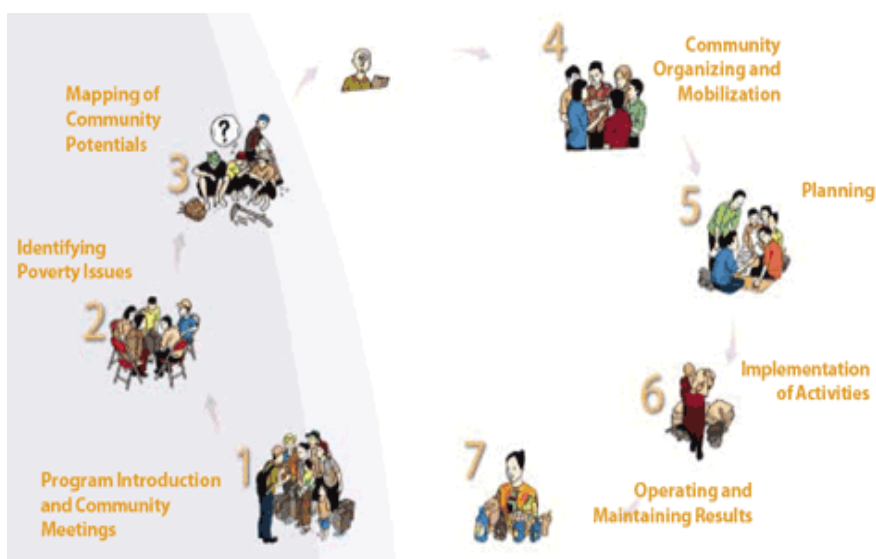 1
Program Introduction
and Community
Meetings
2
Identifying
Poverty Issues
3
Mapping of
Community
Potentials
?
4
Community
Organizing and
Mobilization
5
Planning
6
Implementation
of Activities
7
Operating and
Maintaining Results